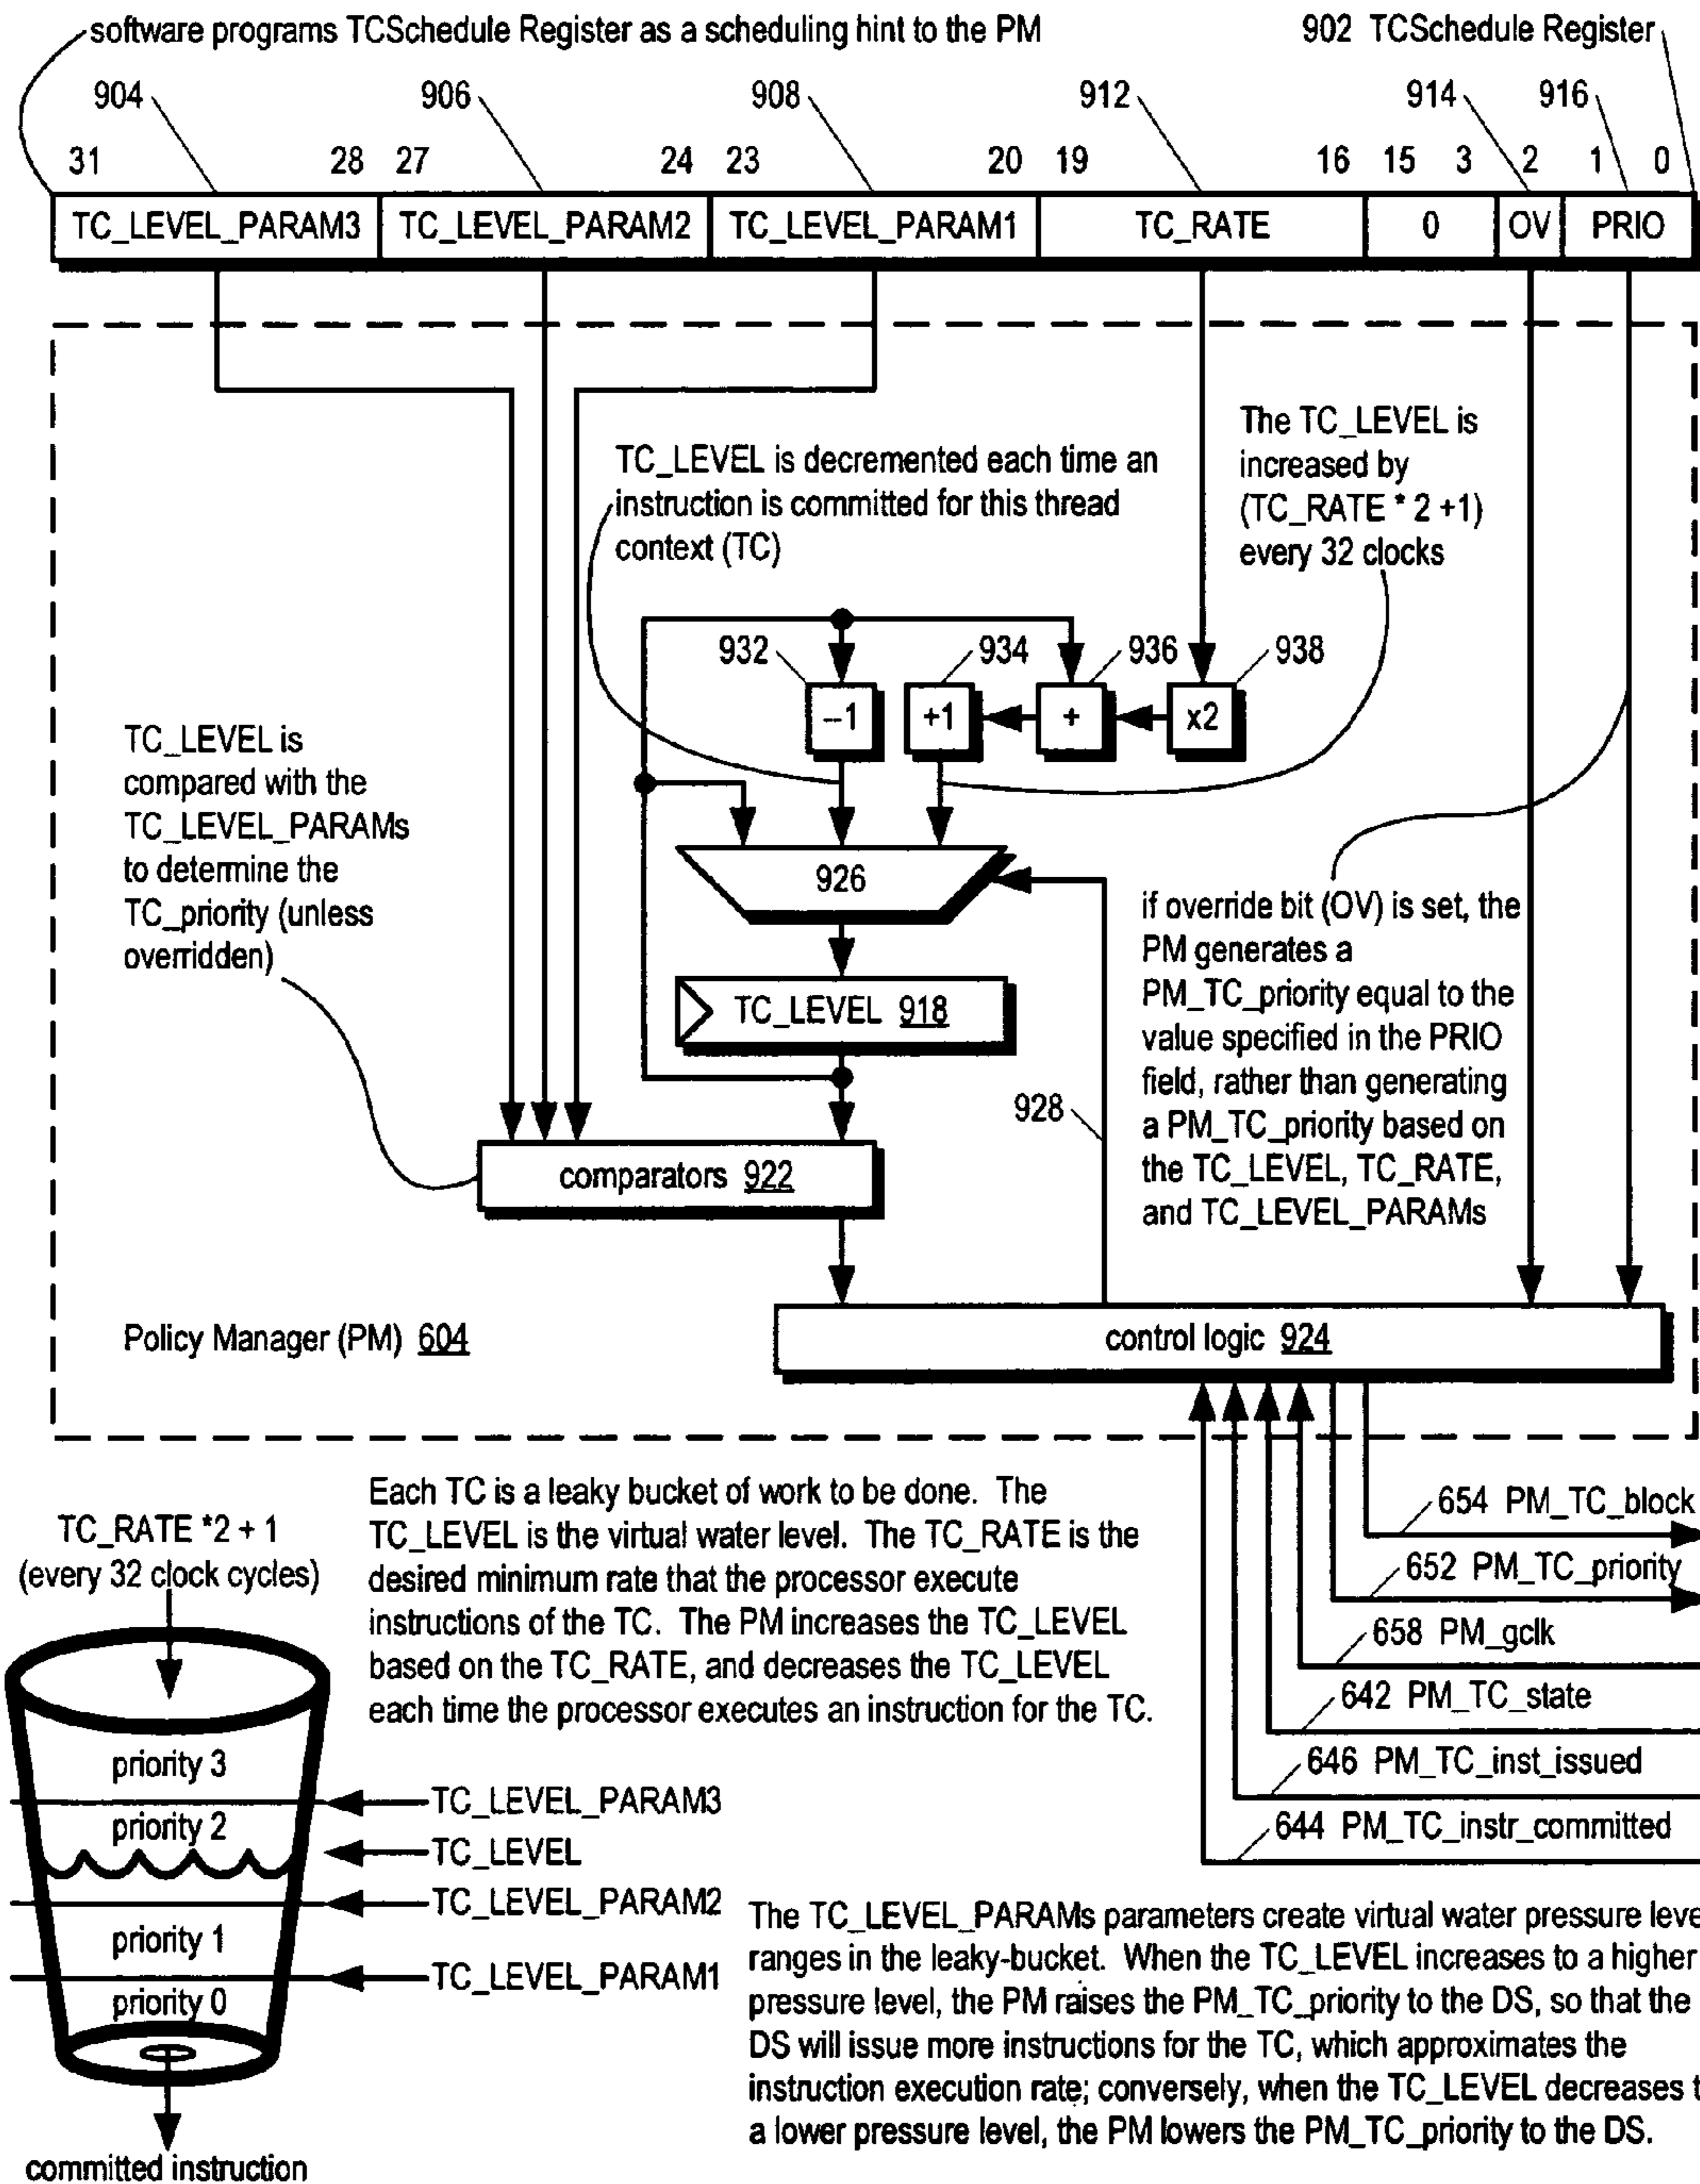 software programs TCSchedule Register as a scheduling hint to the PM
902 TCSchedule Register
904
906
908
912
914
916
31 28 27 24 23 20 19 16 15 3 2 1 0
TC_LEVEL_PARAM3 TC_LEVEL_PARAM2 TC_LEVEL_PARAM1 TC_RATE 0 OV PRIO
TC_LEVEL is decremented each time an
instruction is committed for this thread
context (TC)
The TC_LEVEL is
increased by
(TC_RATE * 2 +1)
every 32 clocks
932 934 936 938
–1 +1 + x2
TC_LEVEL is
compared with the
TC_LEVEL_PARAMs
to determine the
TC_priority (unless
overridden)
926
TC_LEVEL 918
928
comparators 922
if override bit (OV) is set, the
PM generates a
PM_TC_priority equal to the
value specified in the PRIO
field, rather than generating
a PM_TC_priority based on
the TC_LEVEL, TC_RATE,
and TC_LEVEL_PARAMs
Policy Manager (PM) 604
control logic 924
654 PM_TC_block
652 PM_TC_priority
658 PM_gclk
642 PM_TC_state
646 PM_TC_inst_issued
644 PM_TC_instr_committed
Each TC is a leaky bucket of work to be done. The
TC_LEVEL is the virtual water level. The TC_RATE is the
desired minimum rate that the processor execute
instructions of the TC. The PM increases the TC_LEVEL
based on the TC_RATE, and decreases the TC_LEVEL
each time the processor executes an instruction for the TC.
TC_RATE *2 + 1
(every 32 clock cycles)
priority 3
TC_LEVEL_PARAM3
priority 2
TC_LEVEL
TC_LEVEL_PARAM2
priority 1
TC_LEVEL_PARAM1
priority 0
committed instruction
The TC_LEVEL_PARAMs parameters create virtual water pressure leve
ranges in the leaky-bucket. When the TC_LEVEL increases to a higher
pressure level, the PM raises the PM_TC_priority to the DS, so that the
DS will issue more instructions for the TC, which approximates the
instruction execution rate; conversely, when the TC_LEVEL decreases t
a lower pressure level, the PM lowers the PM_TC_priority to the DS.